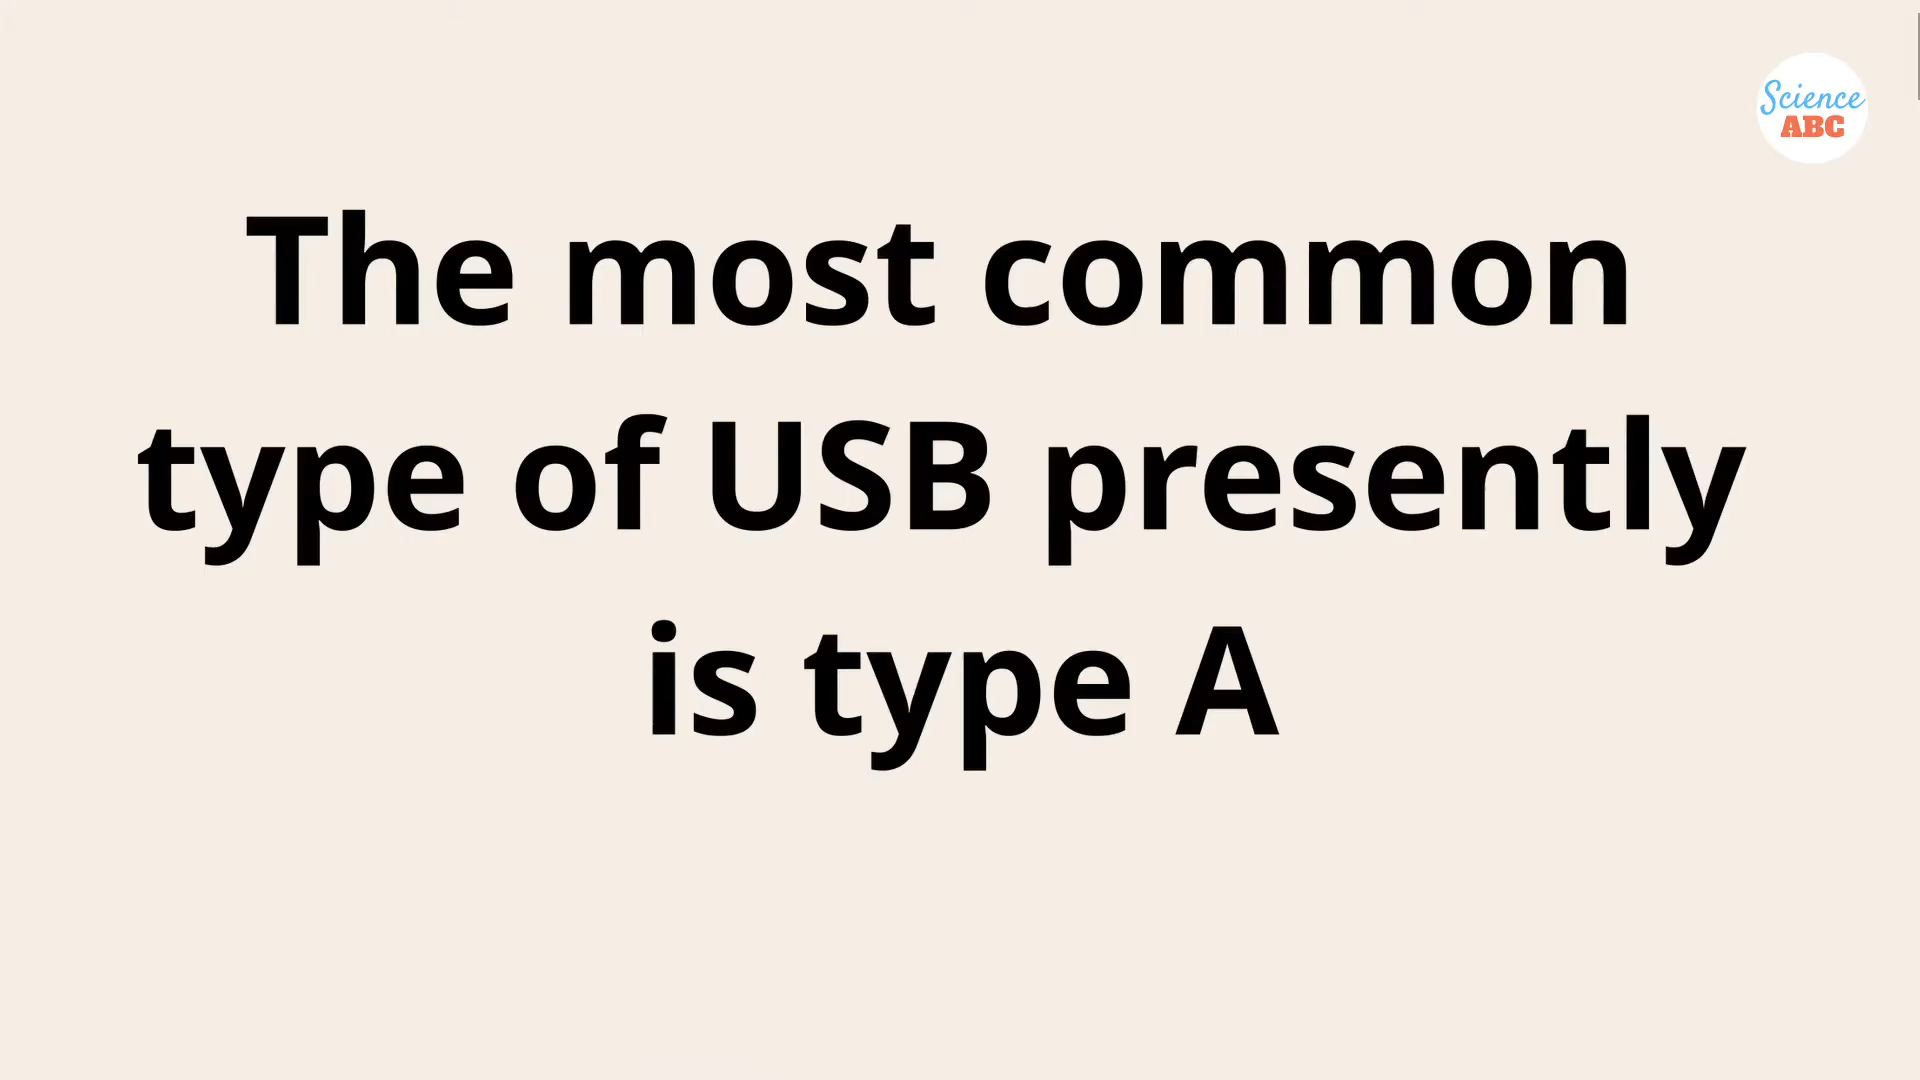 Science
ABC
The most common
type of USB presently
is type A